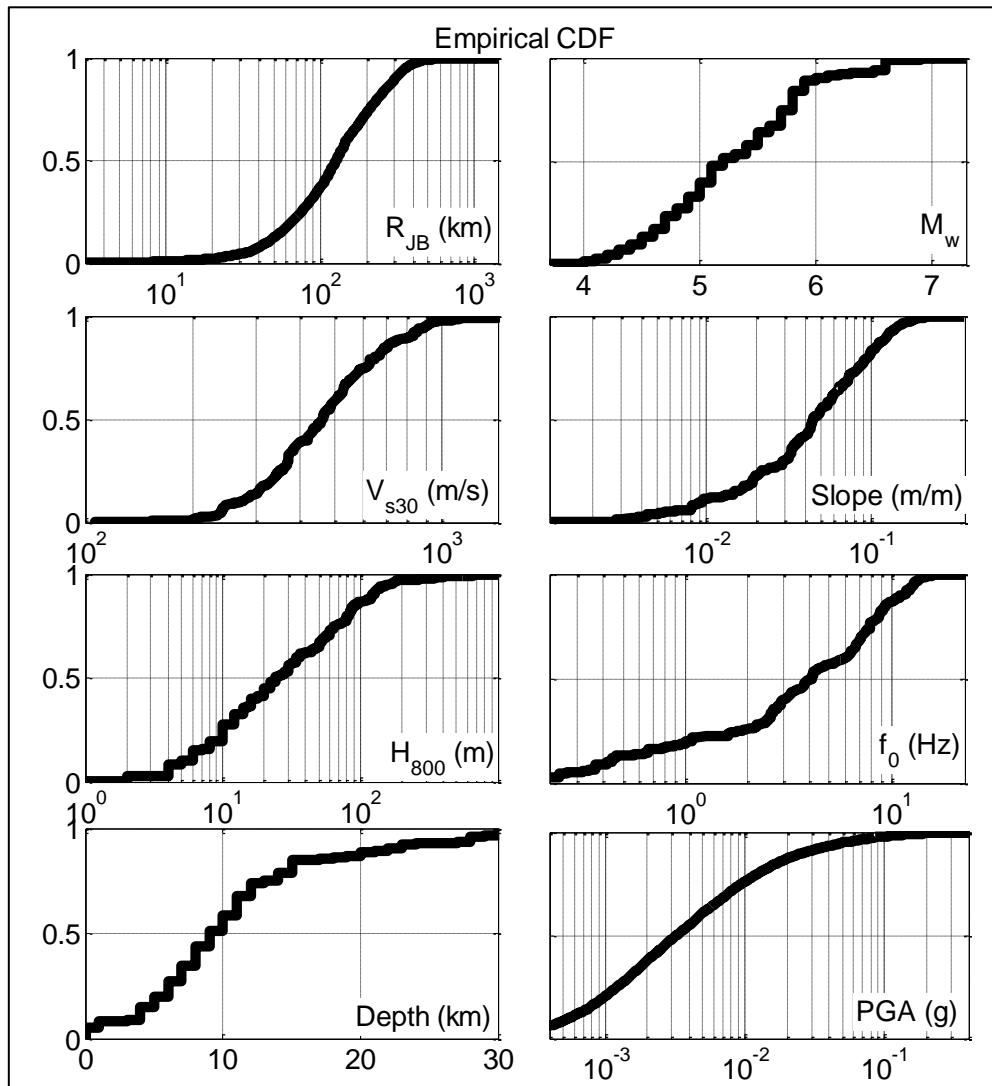 Empirical CDF
1
0.5
0
R_JB (km)
10^1 10^2 10^3
M_w
4 5 6 7
1
0.5
0
V_s30 (m/s)
10^2 10^3
Slope (m/m)
10^-2 10^-1
1
0.5
0
H_800 (m)
10^0 10^1 10^2
f_0 (Hz)
10^0 10^1
1
0.5
0
Depth (km)
0 10 20 30
PGA (g)
10^-3 10^-2 10^-1